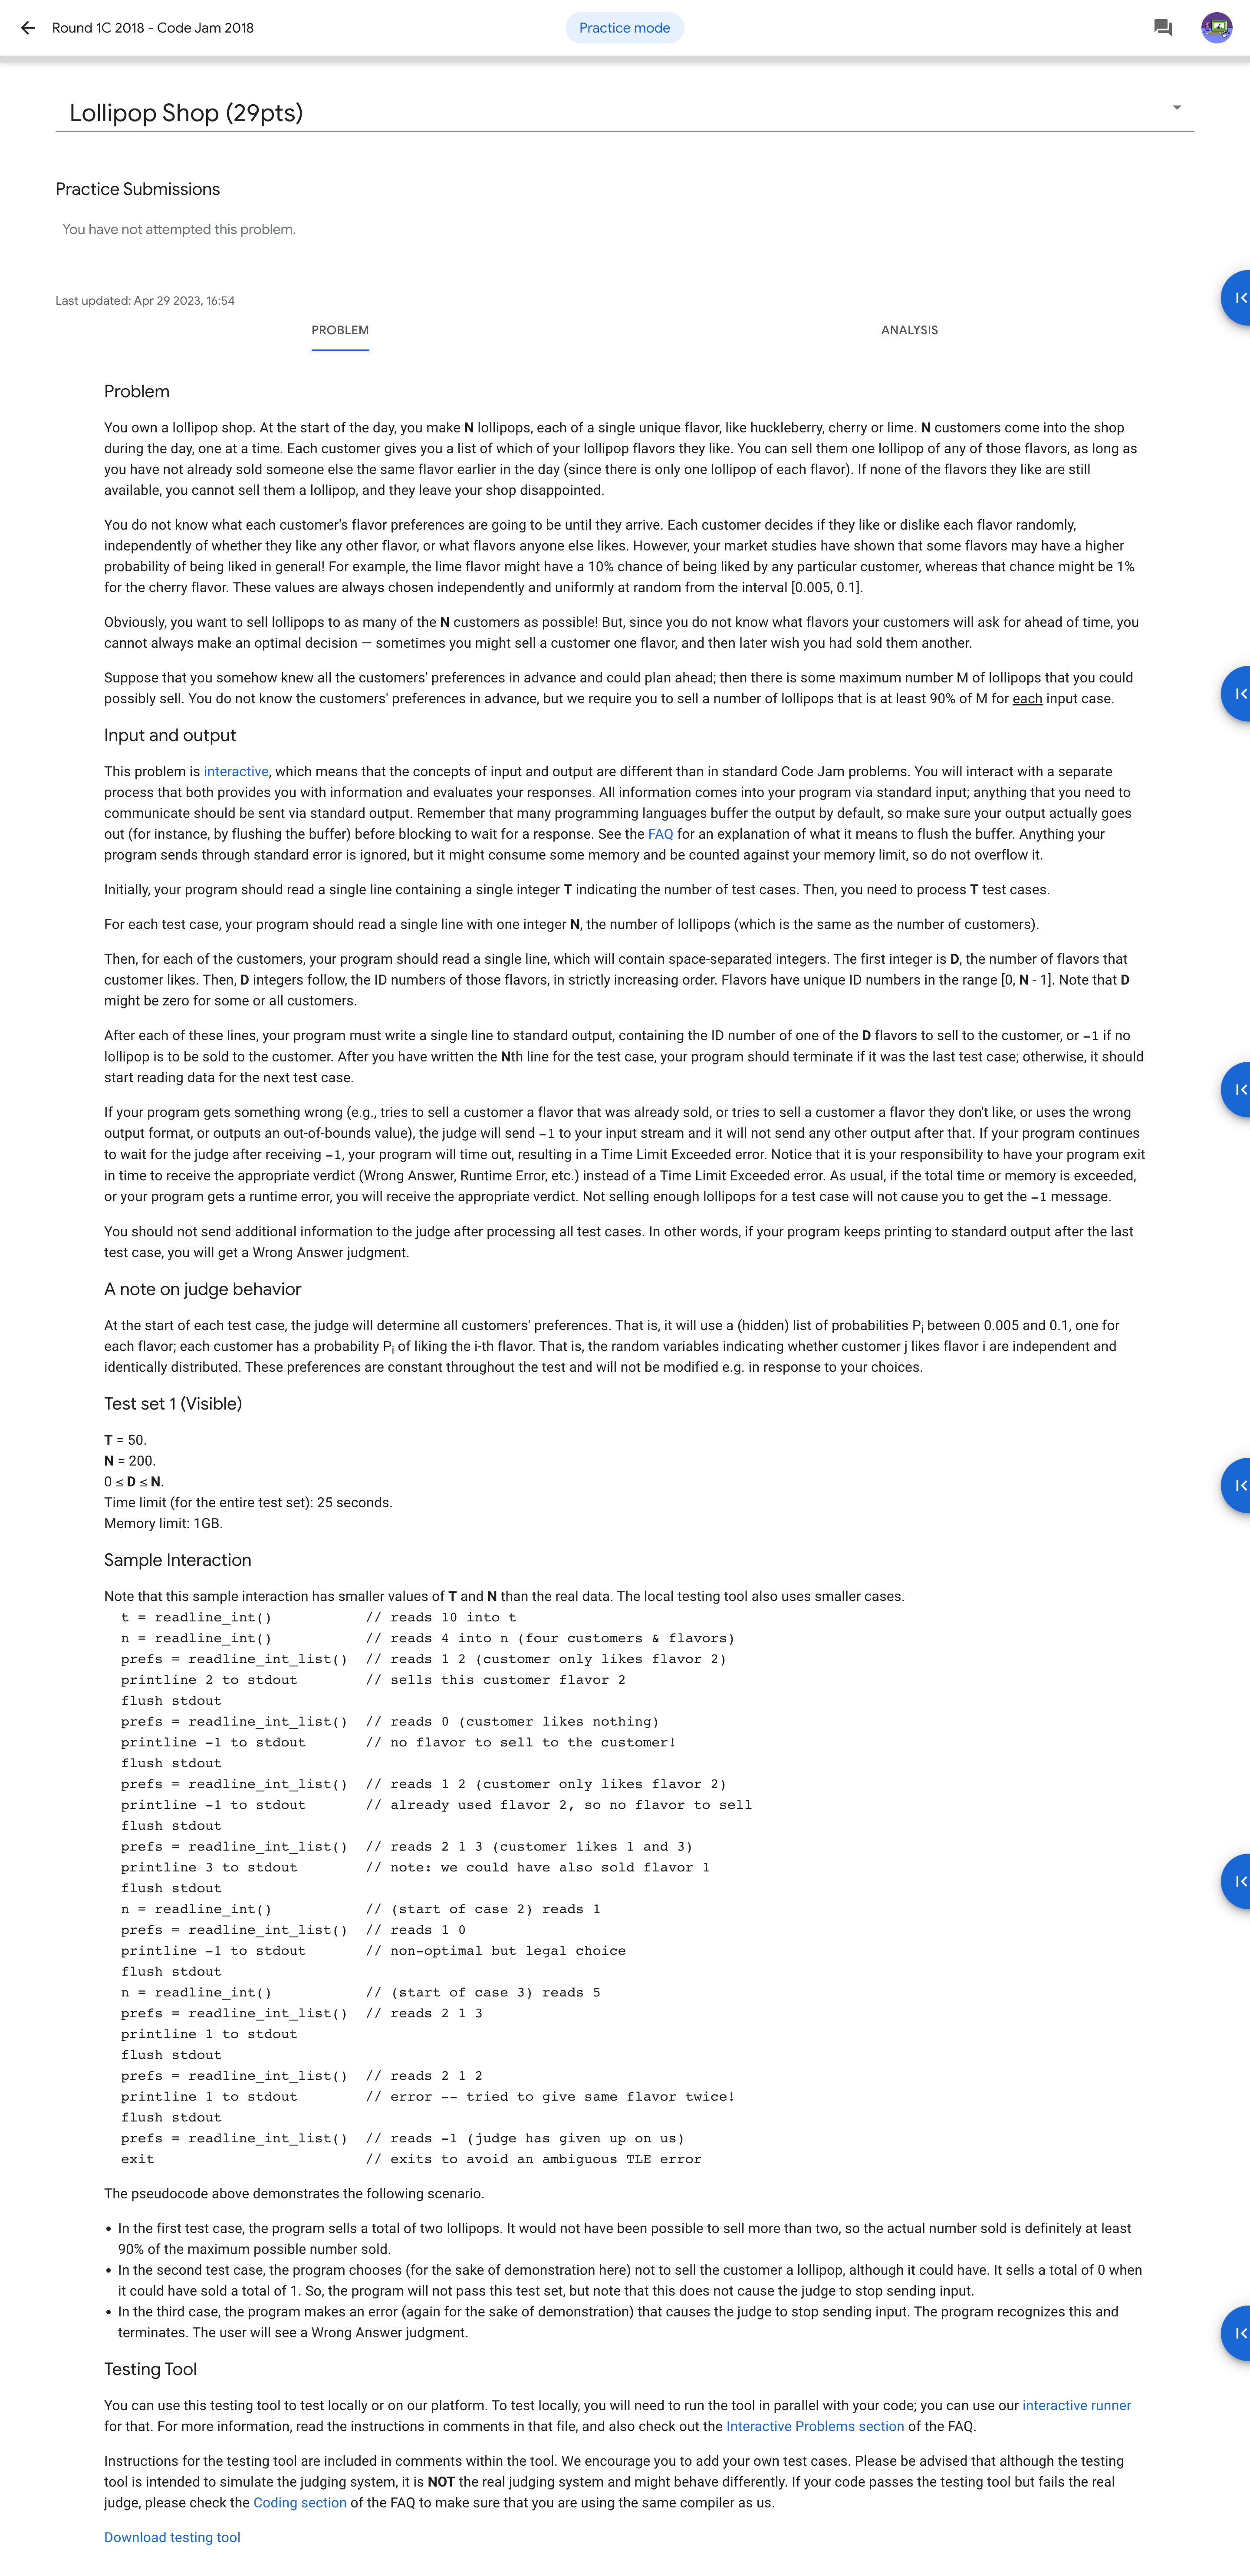 Round 1C 2018 - Code Jam 2018
Practice mode
Lollipop Shop (29pts)
Practice Submissions
You have not attempted this problem.
Last updated: Apr 29 2023, 16:54
PROBLEM
ANALYSIS
Problem
You own a lollipop shop. At the start of the day, you make N lollipops, each of a single unique flavor, like huckleberry, cherry or lime. N customers come into the shop
during the day, one at a time. Each customer gives you a list of which of your lollipop flavors they like. You can sell them one lollipop of any of those flavors, as long as
you have not already sold someone else the same flavor earlier in the day (since there is only one lollipop of each flavor). If none of the flavors they like are still
available, you cannot sell them a lollipop, and they leave your shop disappointed.
You do not know what each customer's flavor preferences are going to be until they arrive. Each customer decides if they like or dislike each flavor randomly,
independently of whether they like any other flavor, or what flavors anyone else likes. However, your market studies have shown that some flavors may have a higher
probability of being liked in general! For example, the lime flavor might have a 10% chance of being liked by any particular customer, whereas that chance might be 1%
for the cherry flavor. These values are always chosen independently and uniformly at random from the interval [0.005, 0.1].
Obviously, you want to sell lollipops to as many of the N customers as possible! But, since you do not know what flavors your customers will ask for ahead of time, you
cannot always make an optimal decision — sometimes you might sell a customer one flavor, and then later wish you had sold them another.
Suppose that you somehow knew all the customers' preferences in advance and could plan ahead; then there is some maximum number M of lollipops that you could
possibly sell. You do not know the customers' preferences in advance, but we require you to sell a number of lollipops that is at least 90% of M for each input case.
Input and output
This problem is interactive, which means that the concepts of input and output are different than in standard Code Jam problems. You will interact with a separate
process that both provides you with information and evaluates your responses. All information comes into your program via standard input; anything that you need to
communicate should be sent via standard output. Remember that many programming languages buffer the output by default, so make sure your output actually goes
out (for instance, by flushing the buffer) before blocking to wait for a response. See the FAQ for an explanation of what it means to flush the buffer. Anything your
program sends through standard error is ignored, but it might consume some memory and be counted against your memory limit, so do not overflow it.
Initially, your program should read a single line containing a single integer T indicating the number of test cases. Then, you need to process T test cases.
For each test case, your program should read a single line with one integer N, the number of lollipops (which is the same as the number of customers).
Then, for each of the customers, your program should read a single line, which will contain space-separated integers. The first integer is D, the number of flavors that
customer likes. Then, D integers follow, the ID numbers of those flavors, in strictly increasing order. Flavors have unique ID numbers in the range [0, N - 1]. Note that D
might be zero for some or all customers.
After each of these lines, your program must write a single line to standard output, containing the ID number of one of the D flavors to sell to the customer, or -1 if no
lollipop is to be sold to the customer. After you have written the Nth line for the test case, your program should terminate if it was the last test case; otherwise, it should
start reading data for the next test case.
If your program gets something wrong (e.g., tries to sell a customer a flavor that was already sold, or tries to sell a customer a flavor they don't like, or uses the wrong
output format, or outputs an out-of-bounds value), the judge will send -1 to your input stream and it will not send any other output after that. If your program continues
to wait for the judge after receiving -1, your program will time out, resulting in a Time Limit Exceeded error. Notice that it is your responsibility to have your program exit
in time to receive the appropriate verdict (Wrong Answer, Runtime Error, etc.) instead of a Time Limit Exceeded error. As usual, if the total time or memory is exceeded,
or your program gets a runtime error, you will receive the appropriate verdict. Not selling enough lollipops for a test case will not cause you to get the -1 message.
You should not send additional information to the judge after processing all test cases. In other words, if your program keeps printing to standard output after the last
test case, you will get a Wrong Answer judgment.
A note on judge behavior
At the start of each test case, the judge will determine all customers' preferences. That is, it will use a (hidden) list of probabilities Pi between 0.005 and 0.1, one for
each flavor; each customer has a probability Pi of liking the i-th flavor. That is, the random variables indicating whether customer j likes flavor i are independent and
identically distributed. These preferences are constant throughout the test and will not be modified e.g. in response to your choices.
Test set 1 (Visible)
T = 50.
N = 200.
0 ≤ D ≤ N.
Time limit (for the entire test set): 25 seconds.
Memory limit: 1GB.
Sample Interaction
Note that this sample interaction has smaller values of T and N than the real data. The local testing tool also uses smaller cases.
t = readline_int() // reads 10 into t
n = readline_int() // reads 4 into n (four customers & flavors)
prefs = readline_int_list() // reads 1 2 (customer only likes flavor 2)
printline 2 to stdout // sells this customer flavor 2
flush stdout
prefs = readline_int_list() // reads 0 (customer likes nothing)
printline -1 to stdout // no flavor to sell to the customer!
flush stdout
prefs = readline_int_list() // reads 1 2 (customer only likes flavor 2)
printline -1 to stdout // already used flavor 2, so no flavor to sell
flush stdout
prefs = readline_int_list() // reads 2 1 3 (customer likes 1 and 3)
printline 3 to stdout // note: we could have also sold flavor 1
flush stdout
n = readline_int() // (start of case 2) reads 1
prefs = readline_int_list() // reads 1 0
printline -1 to stdout // non-optimal but legal choice
flush stdout
n = readline_int() // (start of case 3) reads 5
prefs = readline_int_list() // reads 2 1 3
printline 1 to stdout
flush stdout
prefs = readline_int_list() // reads 2 1 2
printline 1 to stdout // error -- tried to give same flavor twice!
flush stdout
prefs = readline_int_list() // reads -1 (judge has given up on us)
exit // exits to avoid an ambiguous TLE error
The pseudocode above demonstrates the following scenario.
• In the first test case, the program sells a total of two lollipops. It would not have been possible to sell more than two, so the actual number sold is definitely at least
90% of the maximum possible number sold.
• In the second test case, the program chooses (for the sake of demonstration here) not to sell the customer a lollipop, although it could have. It sells a total of 0 when
it could have sold a total of 1. So, the program will not pass this test set, but note that this does not cause the judge to stop sending input.
• In the third case, the program makes an error (again for the sake of demonstration) that causes the judge to stop sending input. The program recognizes this and
terminates. The user will see a Wrong Answer judgment.
Testing Tool
You can use this testing tool to test locally or on our platform. To test locally, you will need to run the tool in parallel with your code; you can use our interactive runner
for that. For more information, read the instructions in comments in that file, and also check out the Interactive Problems section of the FAQ.
Instructions for the testing tool are included in comments within the tool. We encourage you to add your own test cases. Please be advised that although the testing
tool is intended to simulate the judging system, it is NOT the real judging system and might behave differently. If your code passes the testing tool but fails the real
judge, please check the Coding section of the FAQ to make sure that you are using the same compiler as us.
Download testing tool